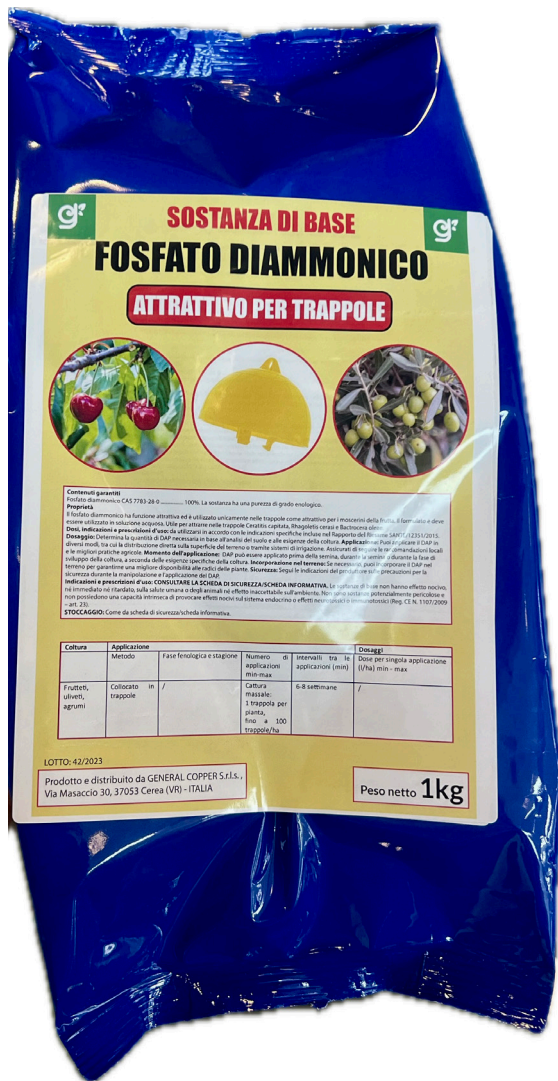 SOSTANZA DI BASE
FOSFATO DIAMMONICO
ATTRATTIVO PER TRAPPOLE
Contenuti garantiti
Fosfato diammonico CAS 7783-28-0 ............ 100%. La sostanza ha una purezza di grado enologico.
Proprietà
Il fosfato diammonico ha funzione attrattiva ed è utilizzato unicamente nelle trappole come attrattivo per i moscerini della frutta. Il formulato e deve
essere utilizzato in soluzione acquosa. Utile per attrarre nelle trappole Ceratitis capitata, Rhagoletis cerasi e Bactrocera oleae.
Dosi, indicazioni e prescrizioni d'uso: da utilizzarsi in accordo con le indicazioni specifiche incluse nel Rapporto del Riesame SANTE/12351/2015.
Dosaggio: Determina la quantità di DAP necessaria in base all'analisi del suolo e alle esigenze della coltura. Applicazione: Puoi applicare il DAP in
diversi modi, tra cui la distribuzione diretta sulla superficie del terreno o tramite sistemi di irrigazione. Assicurati di seguire le raccomandazioni locali
e le migliori pratiche agricole. Momento dell'applicazione: DAP può essere applicato prima della semina, durante la semina o durante la fase di
sviluppo della coltura, a seconda delle esigenze specifiche della coltura. Incorporazione nel terreno: Se necessario, puoi incorporare il DAP nel
terreno per garantirne una migliore disponibilità alle radici delle piante. Sicurezza: Segui le indicazioni del produttore sulle precauzioni per la
sicurezza durante la manipolazione e l'applicazione del DAP.
Indicazioni e prescrizioni d'uso: CONSULTARE LA SCHEDA DI SICUREZZA/SCHEDA INFORMATIVA. Le sostanze di base non hanno effetto nocivo,
né immediato né ritardato, sulla salute umana o degli animali né effetto inaccettabile sull'ambiente. Non sono sostanze potenzialmente pericolose e
non possiedono una capacità intrinseca di provocare effetti nocivi sul sistema endocrino o effetti neurotossici o immunotossici (Reg. CE N. 1107/2009
– art. 23).
STOCCAGGIO: Come da scheda di sicurezza/scheda informativa.
Coltura Applicazione Dosaggi
Metodo Fase fenologica e stagione Numero di applicazioni min-max Intervalli tra le applicazioni (min) Dose per singola applicazione (l/ha) min - max
Frutteti, uliveti, agrumi Collocato in trappole / Cattura massale: 1 trappola per pianta, fino a 100 trappole/ha 6-8 settimane /
LOTTO: 42/2023
Prodotto e distribuito da GENERAL COPPER S.r.l.s.,
Via Masaccio 30, 37053 Cerea (VR) - ITALIA
Peso netto 1kg